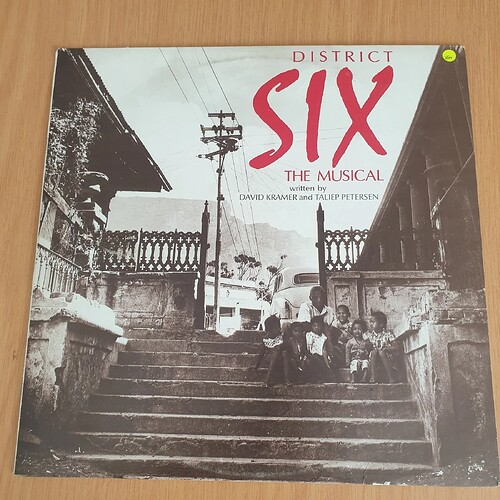 DISTRICT
SIX
THE MUSICAL
written by
DAVID KRAMER and TALIEP PETERSEN